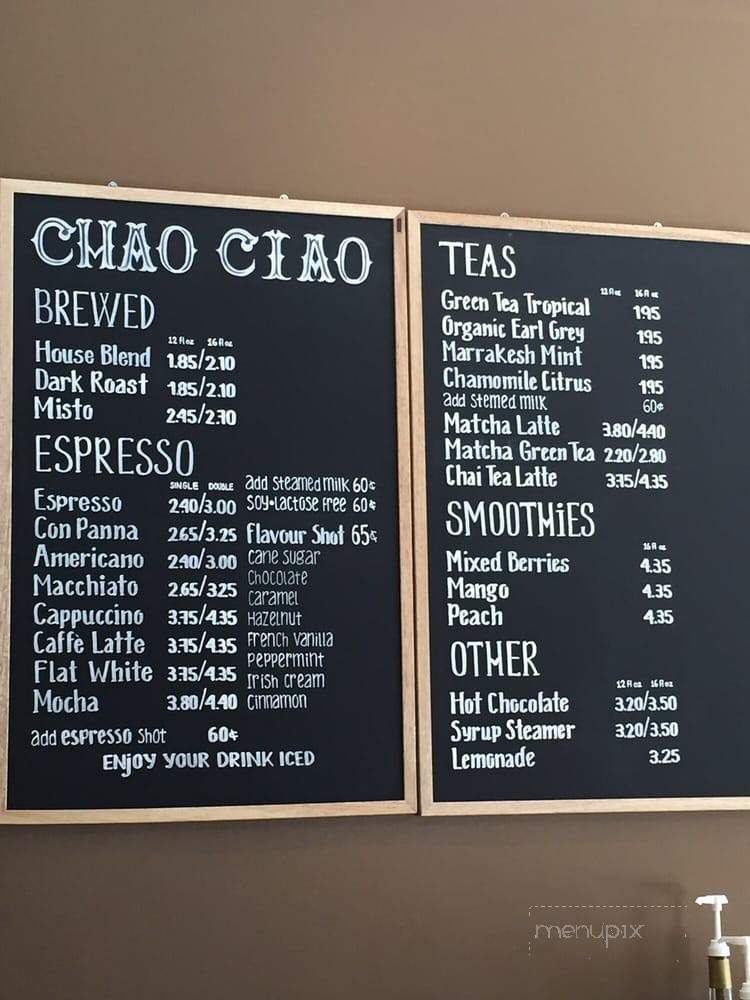 CHAO CIAO
BREWED
12 fl oz 16 fl oz
House Blend 1.85/2.10
Dark Roast 1.85/2.10
Misto 2.45/2.70
ESPRESSO
SINGLE DOUBLE
Espresso 2.40/3.00
Con Panna 2.65/3.25
Americano 2.40/3.00
Macchiato 2.65/3.25
Cappuccino 3.75/4.35
Caffè Latte 3.75/4.35
Flat White 3.75/4.35
Mocha 3.80/4.40
add espresso shot 60¢
add steamed milk 60¢
Soy•Lactose free 60¢
Flavour Shot 65¢
cane sugar
Chocolate
Caramel
Hazelnut
French vanilla
Peppermint
Irish cream
Cinnamon
ENJOY YOUR DRINK ICED
TEAS
12 fl oz 16 fl oz
Green Tea Tropical 1.95
Organic Earl Grey 1.95
Marrakesh Mint 1.95
Chamomile Citrus 1.95
add stemed milk 60¢
Matcha Latte 3.80/4.40
Matcha Green Tea 2.20/2.80
Chai Tea Latte 3.75/4.35
SMOOTHiES
16 fl oz
Mixed Berries 4.35
Mango 4.35
Peach 4.35
OTHER
12 fl oz 16 fl oz
Hot Chocolate 3.20/3.50
Syrup Steamer 3.20/3.50
Lemonade 3.25
menupix